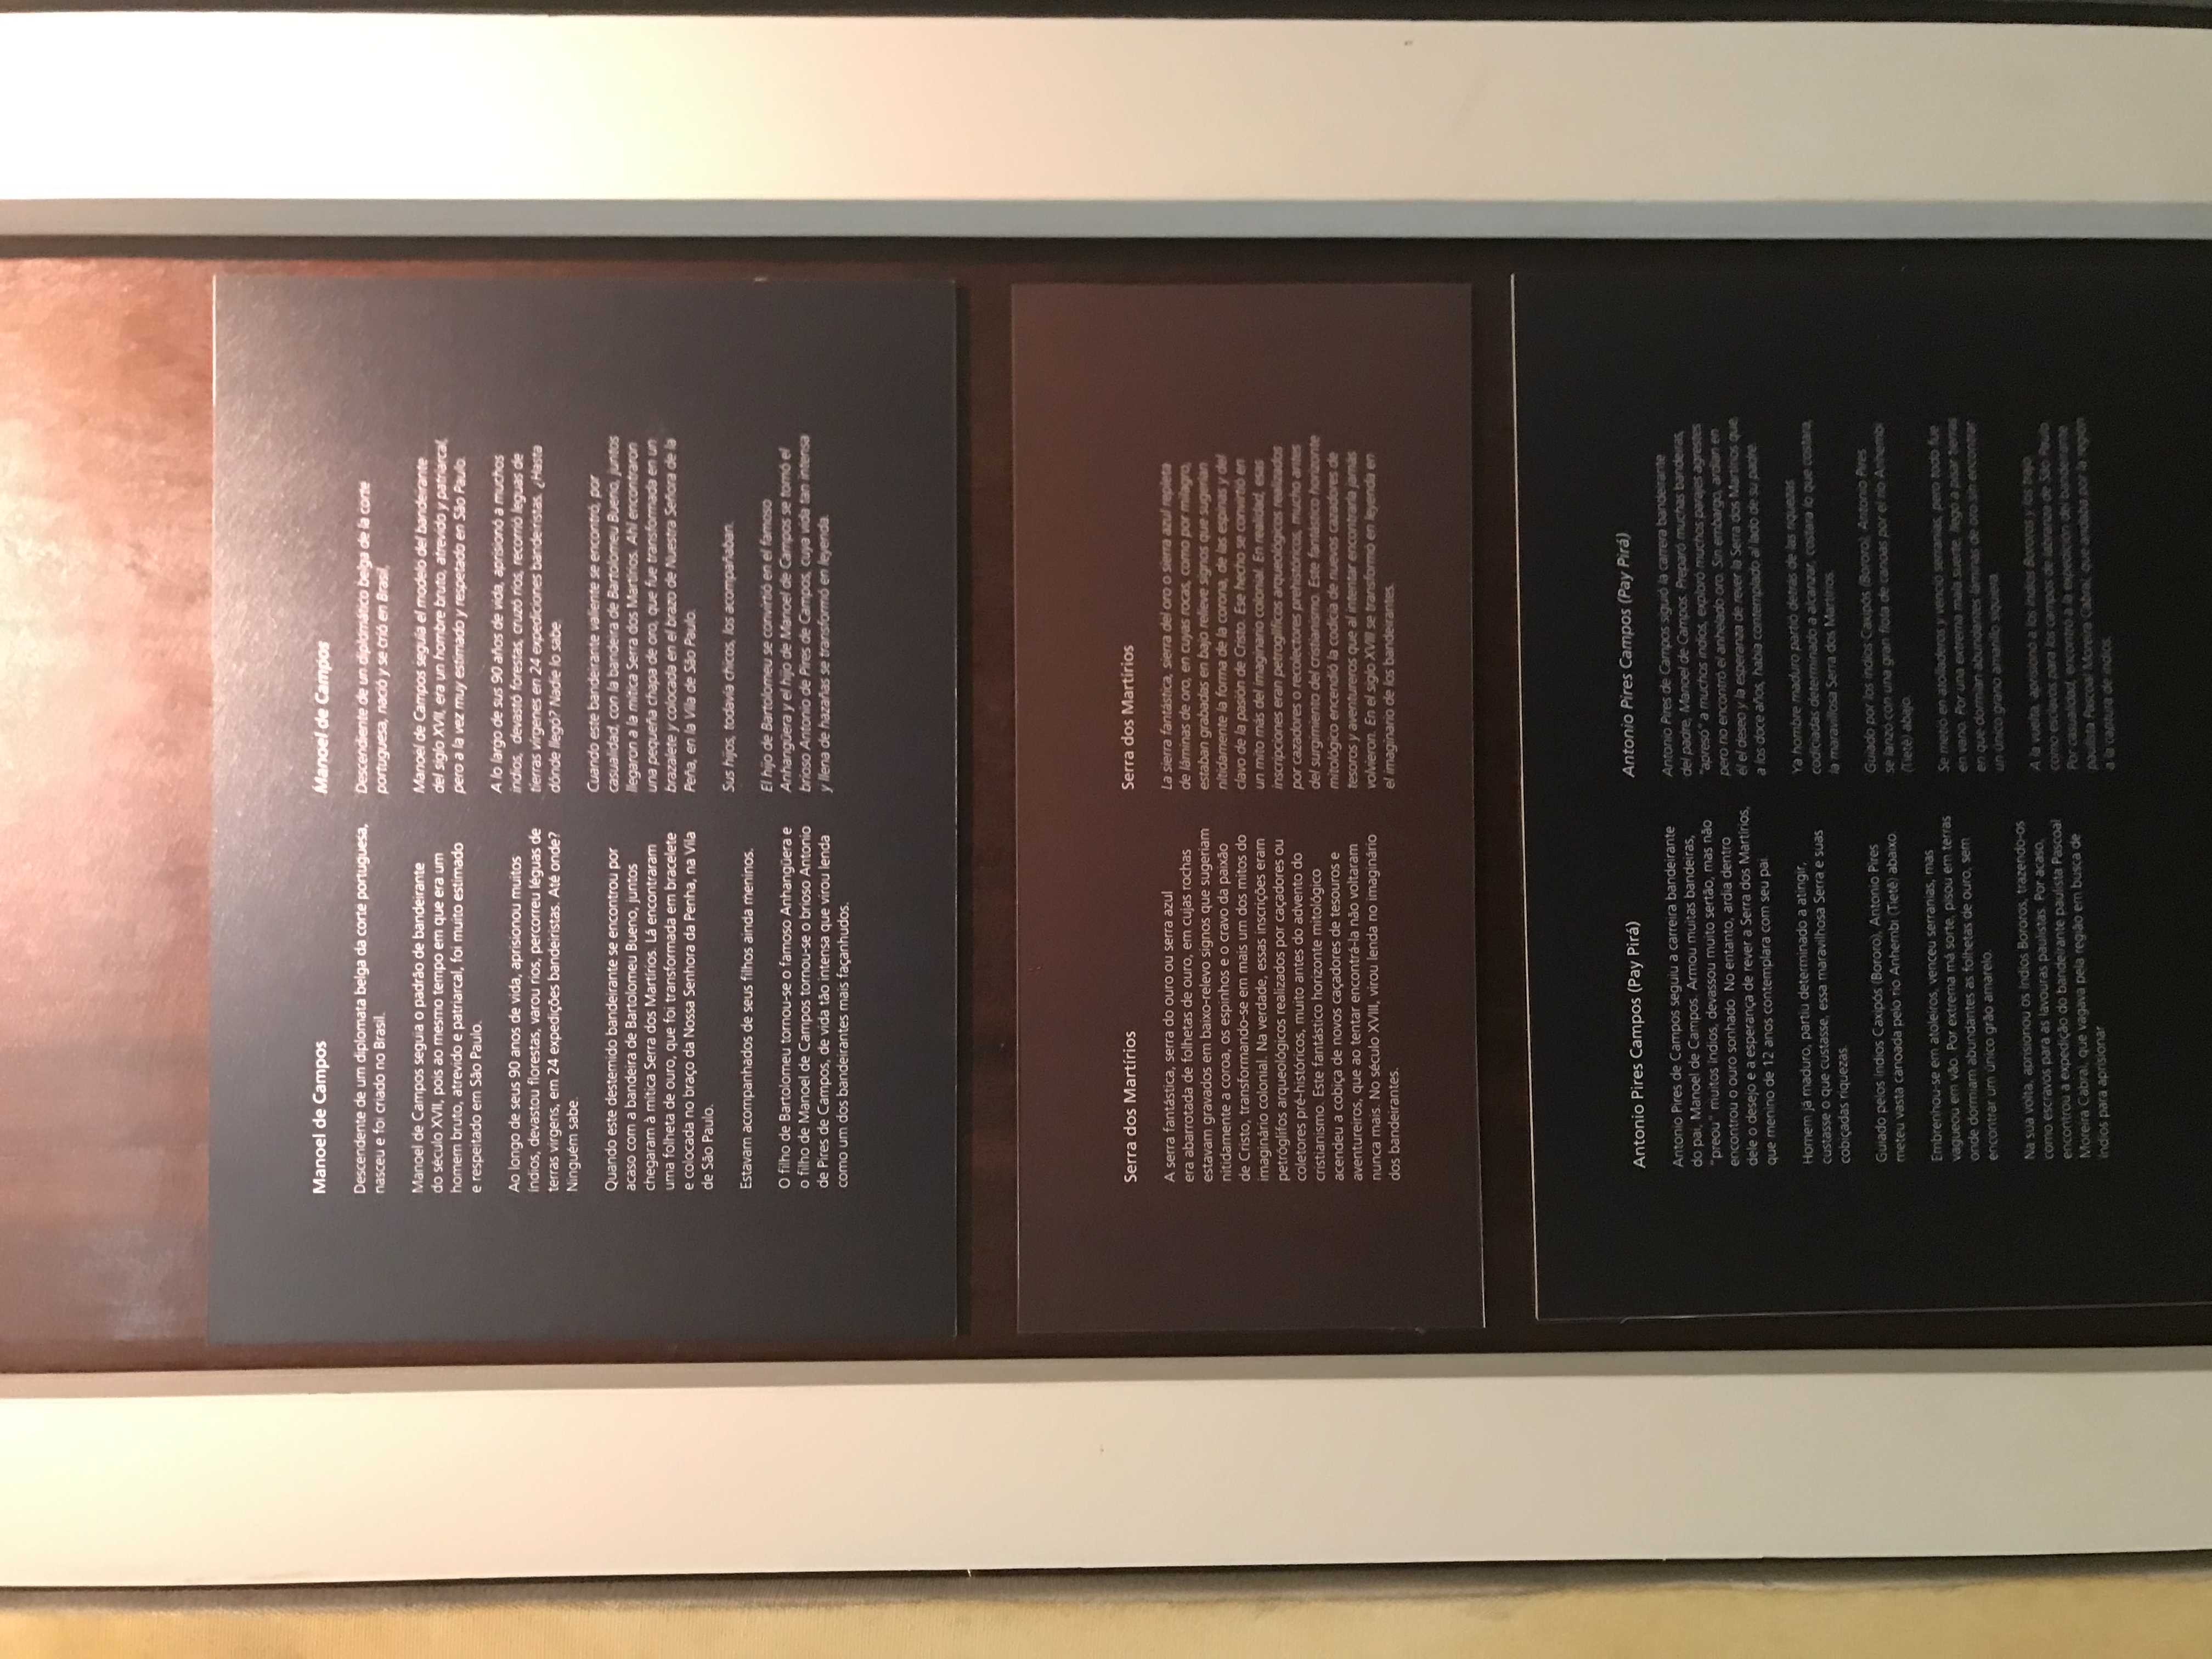 Manoel de Campos
Descendente de um diplomata belga da corte portuguesa,
nasceu e foi criado no Brasil.
Manoel de Campos seguia o padrão de bandeirante
do século XVII, pois ao mesmo tempo em que era um
homem bruto, atrevido e patriarcal, foi muito estimado
e respeitado em São Paulo.
Ao longo de seus 90 anos de vida, aprisionou muitos
índios, devastou florestas, varou rios, percorreu léguas de
terras virgens, em 24 expedições bandeiristas. Até onde?
Ninguém sabe.
Quando este destemido bandeirante se encontrou por
acaso com a bandeira de Bartolomeu Bueno, juntos
chegaram à mítica Serra dos Martírios. Lá encontraram
uma folheta de ouro, que foi transformada em bracelete
e colocada no braço da Nossa Senhora da Penha, na Vila
de São Paulo.
Estavam acompanhados de seus filhos ainda meninos.
O filho de Bartolomeu tornou-se o famoso Anhangüera e
o filho de Manoel de Campos tornou-se o brioso Antonio
de Pires de Campos, de vida tão intensa que virou lenda
como um dos bandeirantes mais façanhudos.
Manoel de Campos
Descendiente de un diplomático belga de la corte
portuguesa, nació y se crió en Brasil.
Manoel de Campos seguía el modelo del bandeirante
del siglo XVII, era un hombre bruto, atrevido y patriarcal,
pero a la vez muy estimado y respetado en São Paulo.
A lo largo de sus 90 años de vida, aprisionó a muchos
indios, devastó forestas, cruzó ríos, recorrió leguas de
tierras vírgenes en 24 expediciones bandeiristas. ¿Hasta
dónde llegó? Nadie lo sabe.
Cuando este bandeirante valiente se encontró, por
casualidad, con la bandeira de Bartolomeu Bueno, juntos
llegaron a la mítica Serra dos Martírios. Ahí encontraron
una pequeña chapa de oro, que fue transformada en un
brazalete y colocada en el brazo de Nuestra Señora de la
Peña, en la Vila de São Paulo.
Sus hijos, todavía chicos, los acompañaban.
El hijo de Bartolomeu se convirtió en el famoso
Anhangüera y el hijo de Manoel de Campos se tornó el
brioso Antonio de Pires de Campos, cuya vida tan intensa
y llena de hazañas se transformó en leyenda.
Serra dos Martírios
A serra fantástica, serra do ouro ou serra azul
era abarrotada de folhetas de ouro, em cujas rochas
estavam gravados em baixo-relevo signos que sugeriam
nitidamente a coroa, os espinhos e o cravo da paixão
de Cristo, transformando-se em mais um dos mitos do
imaginário colonial. Na verdade, essas inscrições eram
petróglifos arqueológicos realizados por caçadores ou
coletores pré-históricos, muito antes do advento do
cristianismo. Este fantástico horizonte mitológico
acendeu a cobiça de novos caçadores de tesouros e
aventureiros, que ao tentar encontrá-la não voltaram
nunca mais. No século XVIII, virou lenda no imaginário
dos bandeirantes.
Serra dos Martírios
La sierra fantástica, sierra del oro o sierra azul repleta
de láminas de oro, en cuyas rocas, como por milagro,
estaban grabadas en bajo relieve signos que sugerían
nítidamente la forma de la corona, de las espinas y del
clavo de la pasión de Cristo. Ese hecho se convirtió en
un mito más del imaginario colonial. En realidad, esas
inscripciones eran petroglíficos arqueológicos realizados
por cazadores o recolectores prehistóricos, mucho antes
del surgimiento del cristianismo. Este fantástico horizonte
mitológico encendió la codicia de nuevos cazadores de
tesoros y aventureros que al intentar encontrarla jamás
volvieron. En el siglo XVIII se transformó en leyenda en
el imaginario de los bandeirantes.
Antonio Pires Campos (Pay Pirá)
Antonio Pires de Campos seguiu a carreira bandeirante
do pai, Manoel de Campos. Armou muitas bandeiras,
"preou" muitos índios, devassou muito sertão, mas não
encontrou o ouro sonhado. No entanto, ardia dentro
dele o desejo e a esperança de rever a Serra dos Martírios,
que menino de 12 anos contemplara com seu pai.
Homem já maduro, partiu determinado a atingir,
custasse o que custasse, essa maravilhosa Serra e suas
cobiçadas riquezas.
Guiado pelos índios Caxipós (Bororo), Antonio Pires
meteu vasta canoada pelo rio Anhembi (Tietê) abaixo.
Embrenhou-se em atoleiros, venceu serranias, mas
vagueou em vão. Por extrema má sorte, pisou em terras
onde dormiam abundantes as folhetas de ouro, sem
encontrar um único grão amarelo.
Na sua volta, aprisionou os índios Bororos, trazendo-os
como escravos para as lavouras paulistas. Por acaso,
encontrou a expedição do bandeirante paulista Pascoal
Moreira Cabral, que vagava pela região em busca de
índios para aprisionar
Antonio Pires Campos (Pay Pirá)
Antonio Pires de Campos siguió la carrera bandeirante
del padre, Manoel de Campos. Preparó muchas bandeiras,
"apresó" a muchos indios, exploró muchos parajes agrestes
pero no encontró el anhelado oro. Sin embargo, ardían en
él el deseo y la esperanza de rever la Serra dos Martírios que,
a los doce años, había contemplado al lado de su padre.
Ya hombre maduro partió detrás de las riquezas
codiciadas determinado a alcanzar, costara lo que costara,
la maravillosa Serra dos Martírios.
Guiado por los indios Caxipós (Bororo), Antonio Pires
se lanzó con una gran flota de canoas por el río Anhembi
(Tietê) abajo.
Se metió en atolladeros y venció serranías, pero todo fue
en vano. Por una extrema mala suerte, llegó a pisar tierras
en que dormían abundantes láminas de oro sin encontrar
un único grano amarillo siquiera.
A la vuelta, aprisionó a los indios Bororos y los trajo
como esclavos para los campos de labranza de São Paulo.
Por casualidad, encontró a la expedición del bandeirante
paulista Pascoal Moreira Cabral, que andaba por la región
a la captura de indios.